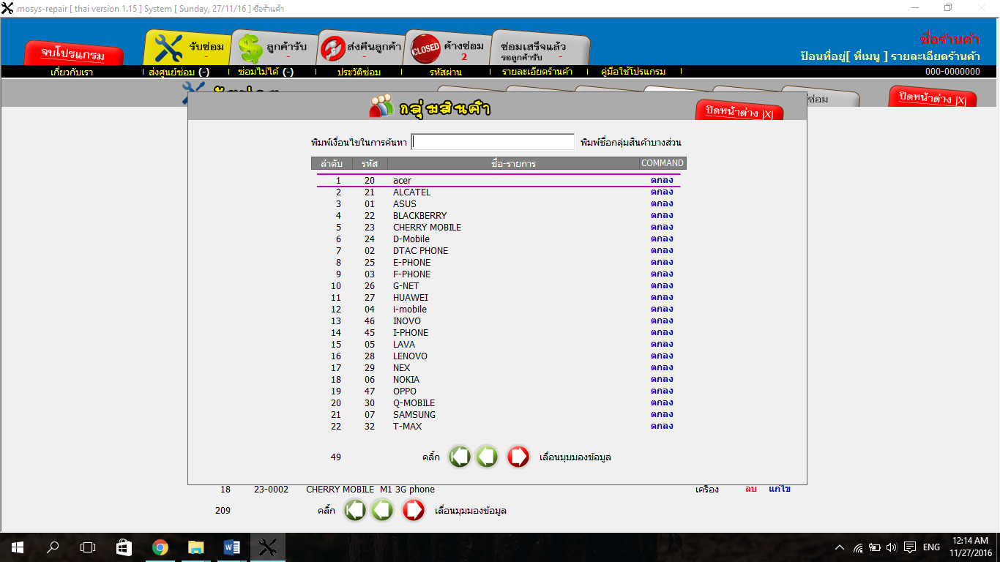 mosys-repair [ thai version 1.15 ] System [ Sunday, 27/11/16 ] ชื่อร้านค้า
จบโปรแกรม
รับซ่อม -
ลูกค้ารับ -
ส่งคืนลูกค้า -
CLOSED ค้างซ่อม 2
ซ่อมเสร็จแล้ว
รอลูกค้ารับ -
ชื่อร้านค้า
ป้อนที่อยู่[ ที่เมนู ] รายละเอียดร้านค้า
เกี่ยวกับเรา | ส่งศูนย์ซ่อม (-) | ซ่อมไม่ได้ (-) | ประวัติซ่อม | รหัสผ่าน | รายละเอียดร้านค้า | คู่มือใช้โปรแกรม | 000-0000000
ซ่อม
ปิดหน้าต่าง |X|
กลุ่มสินค้า
ปิดหน้าต่าง |X|
พิมพ์เงื่อนไขในการค้นหา พิมพ์ชื่อกลุ่มสินค้าบางส่วน
ลำดับ รหัส ชื่อ-รายการ COMMAND
1 20 acer ตกลง
2 21 ALCATEL ตกลง
3 01 ASUS ตกลง
4 22 BLACKBERRY ตกลง
5 23 CHERRY MOBILE ตกลง
6 24 D-Mobile ตกลง
7 02 DTAC PHONE ตกลง
8 25 E-PHONE ตกลง
9 03 F-PHONE ตกลง
10 26 G-NET ตกลง
11 27 HUAWEI ตกลง
12 04 i-mobile ตกลง
13 46 INOVO ตกลง
14 45 I-PHONE ตกลง
15 05 LAVA ตกลง
16 28 LENOVO ตกลง
17 29 NEX ตกลง
18 06 NOKIA ตกลง
19 47 OPPO ตกลง
20 30 Q-MOBILE ตกลง
21 07 SAMSUNG ตกลง
22 32 T-MAX ตกลง
49 คลิ๊ก เลื่อนมุมมองข้อมูล
18 23-0002 CHERRY MOBILE M1 3G phone เครื่อง ลบ แก้ไข
209 คลิ๊ก เลื่อนมุมมองข้อมูล
ENG
12:14 AM
11/27/2016